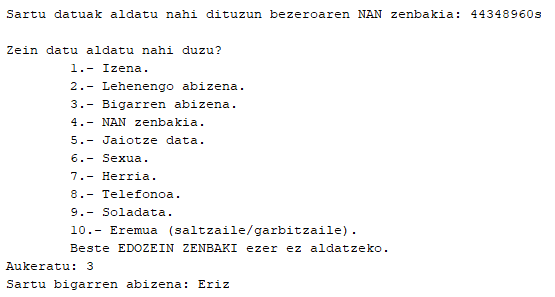 Sartu datuak aldatu nahi dituzun bezeroaren NAN zenbakia: 44348960s
Zein datu aldatu nahi duzu?
1.- Izena.
2.- Lehenengo abizena.
3.- Bigarren abizena.
4.- NAN zenbakia.
5.- Jaiotze data.
6.- Sexua.
7.- Herria.
8.- Telefonoa.
9.- Soladata.
10.- Eremua (saltzaile/garbitzaile).
Beste EDOZEIN ZENBAKI ezer ez aldatzeko.
Aukeratu: 3
Sartu bigarren abizena: Eriz